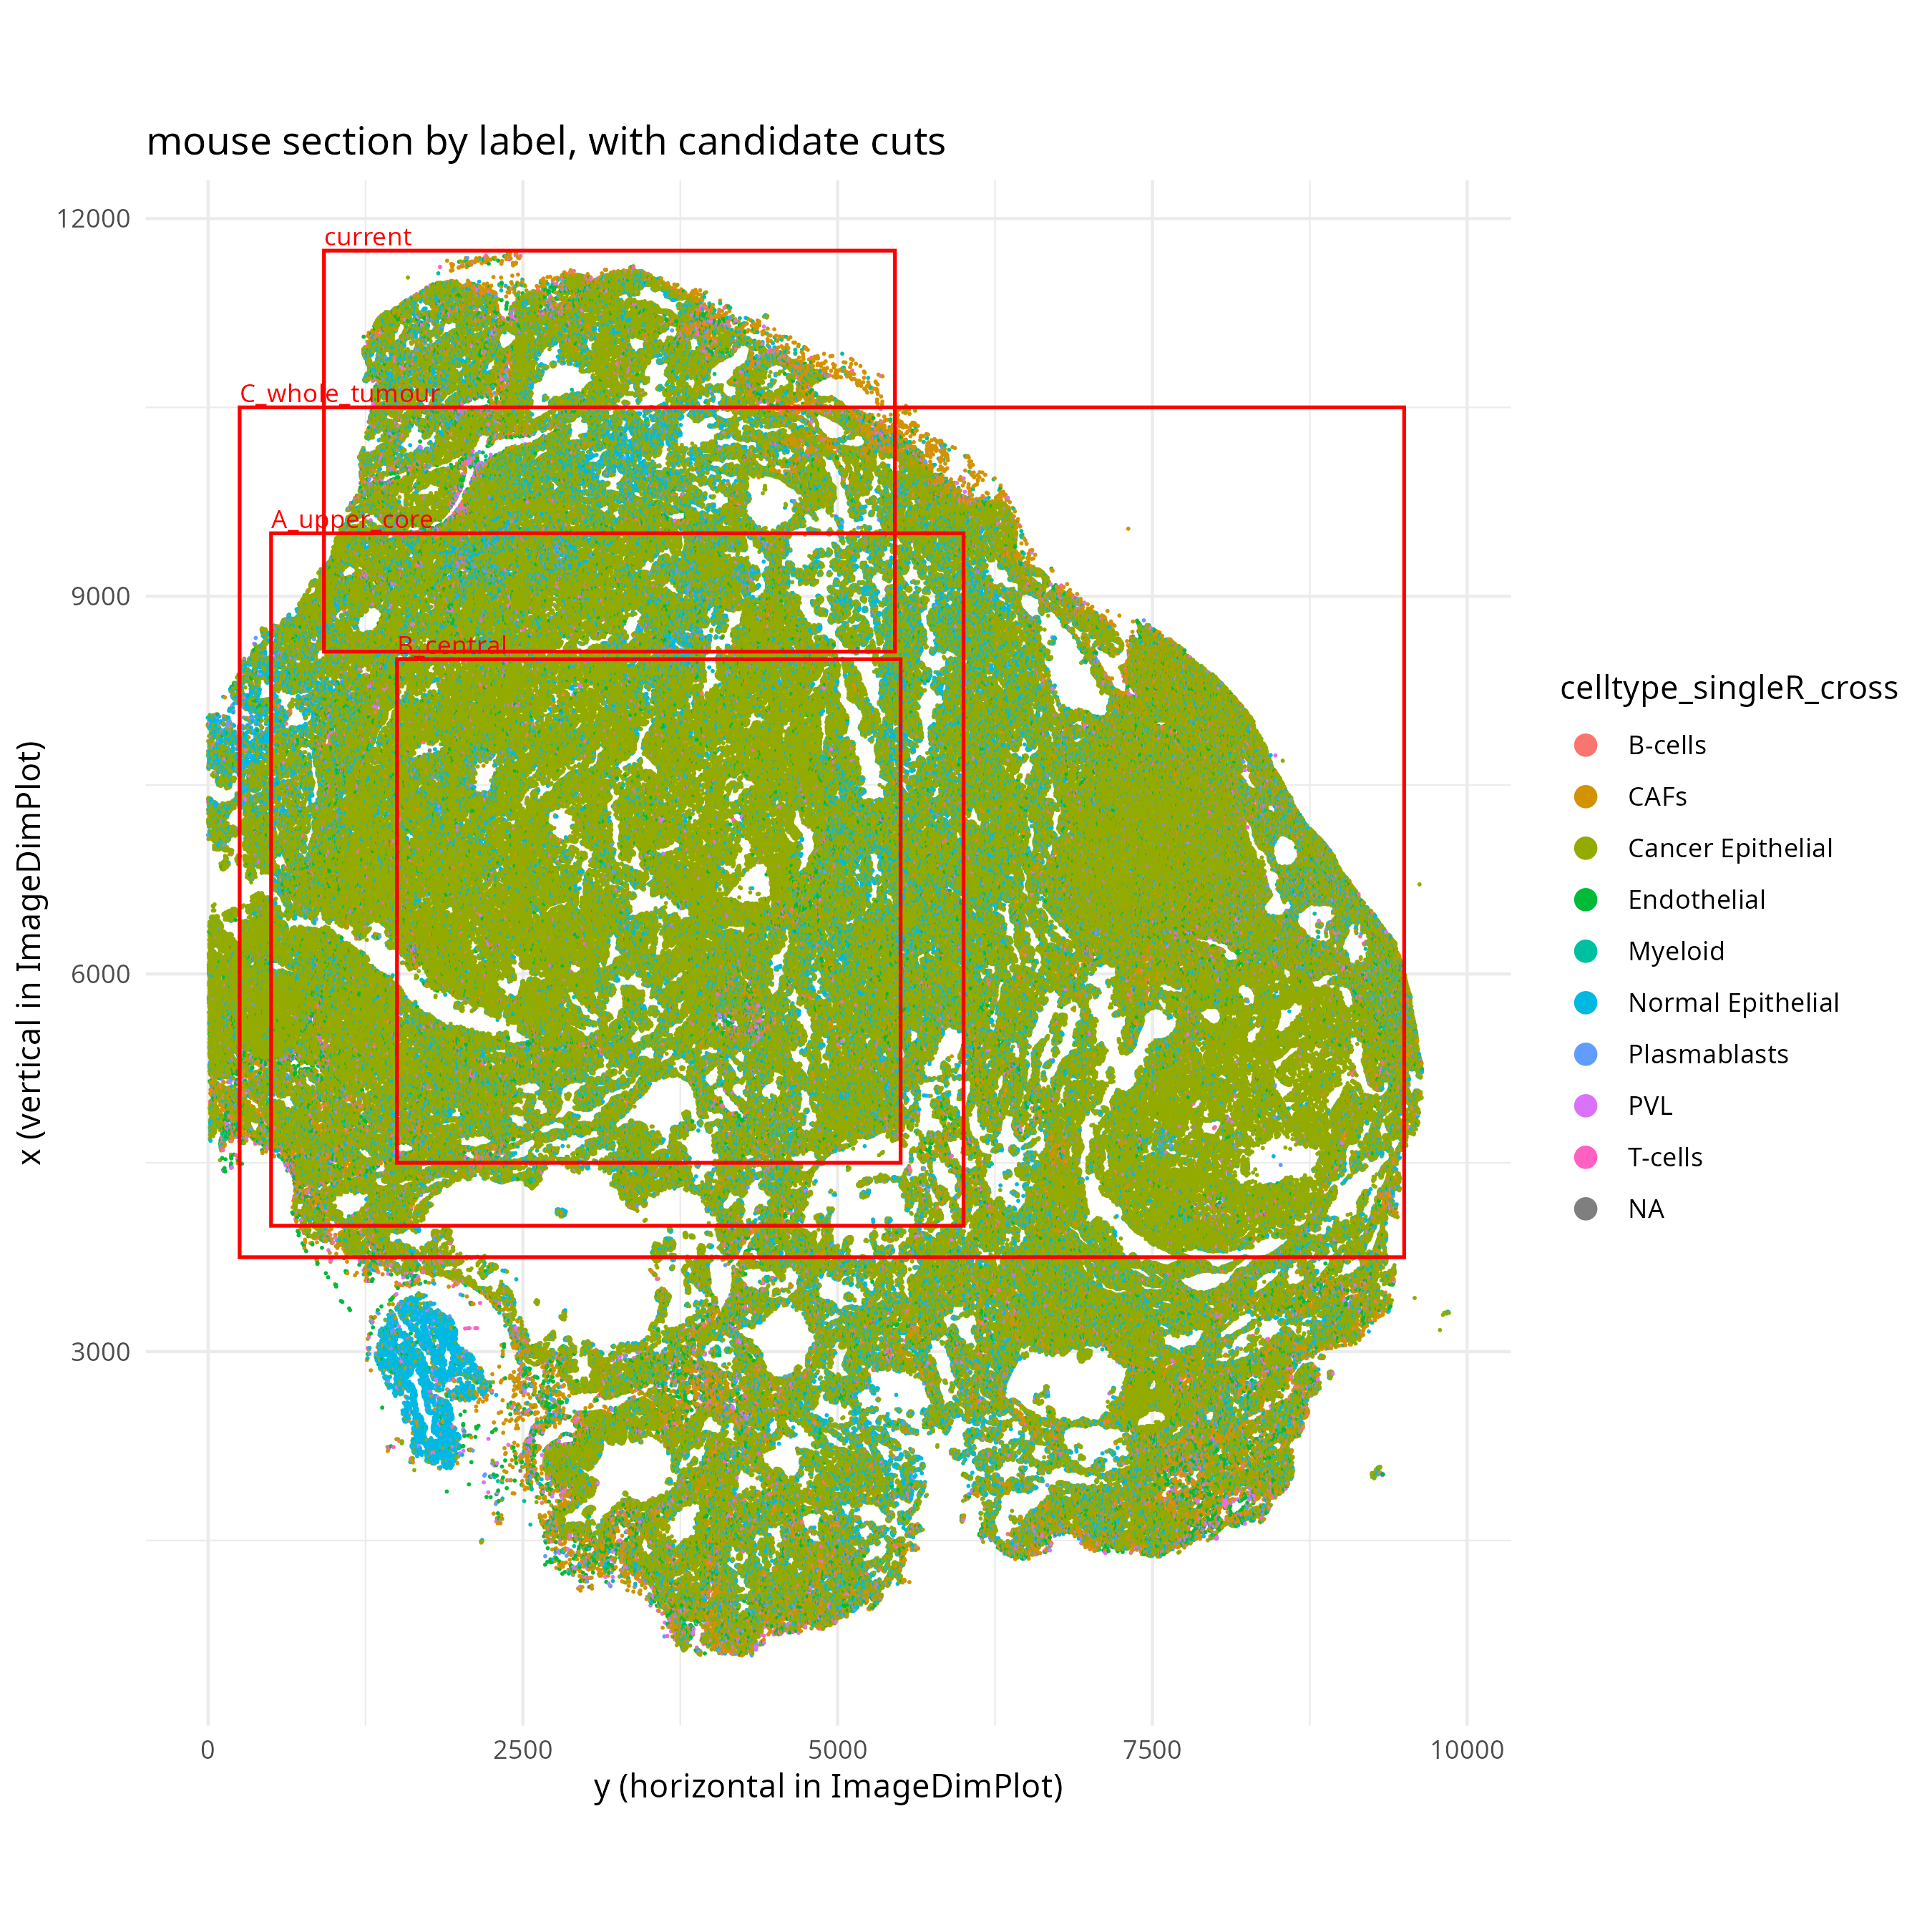 mouse section by label, with candidate cuts
12000
current
C_whole_tumour
A_upper_core
9000
B_central
6000
3000
x (vertical in ImageDimPlot)
0 2500 5000 7500 10000
y (horizontal in ImageDimPlot)
celltype_singleR_cross
B-cells
CAFs
Cancer Epithelial
Endothelial
Myeloid
Normal Epithelial
Plasmablasts
PVL
T-cells
NA